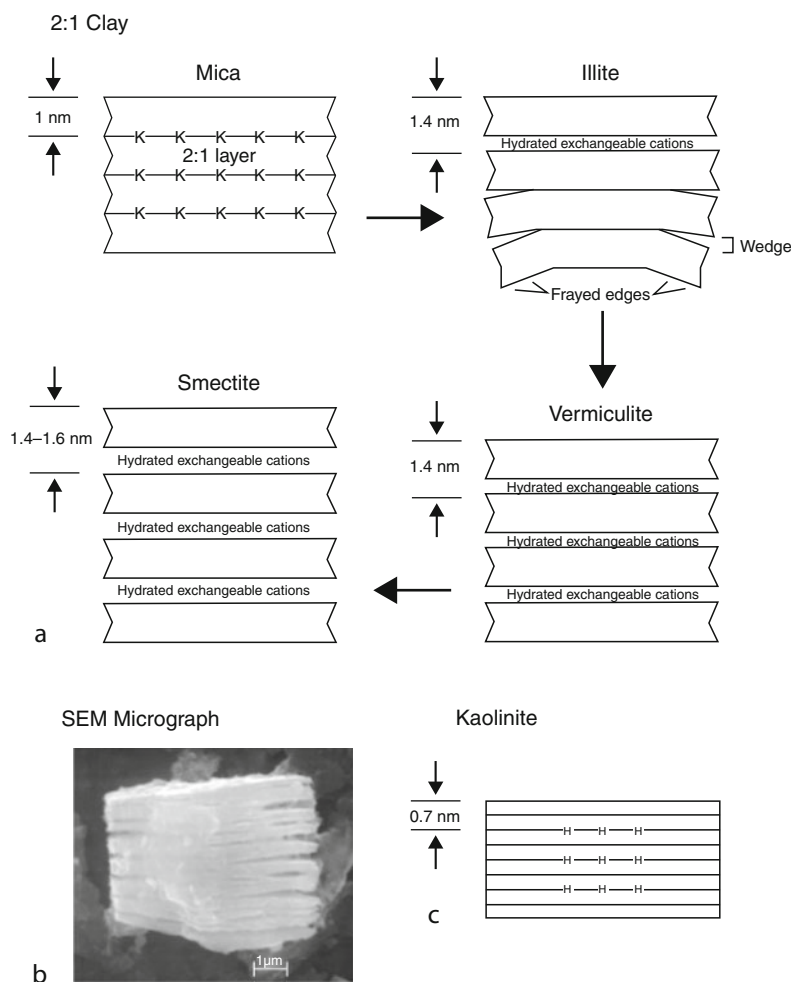 2:1 Clay
Mica
1 nm
K K K K K
2:1 layer
K K K K K
K K K K K
Illite
1.4 nm
Hydrated exchangeable cations
Wedge
Frayed edges
Smectite
1.4–1.6 nm
Hydrated exchangeable cations
Hydrated exchangeable cations
Hydrated exchangeable cations
Vermiculite
1.4 nm
Hydrated exchangeable cations
Hydrated exchangeable cations
Hydrated exchangeable cations
a
SEM Micrograph
1μm
b
Kaolinite
0.7 nm
H H H
H H H
H H H
c